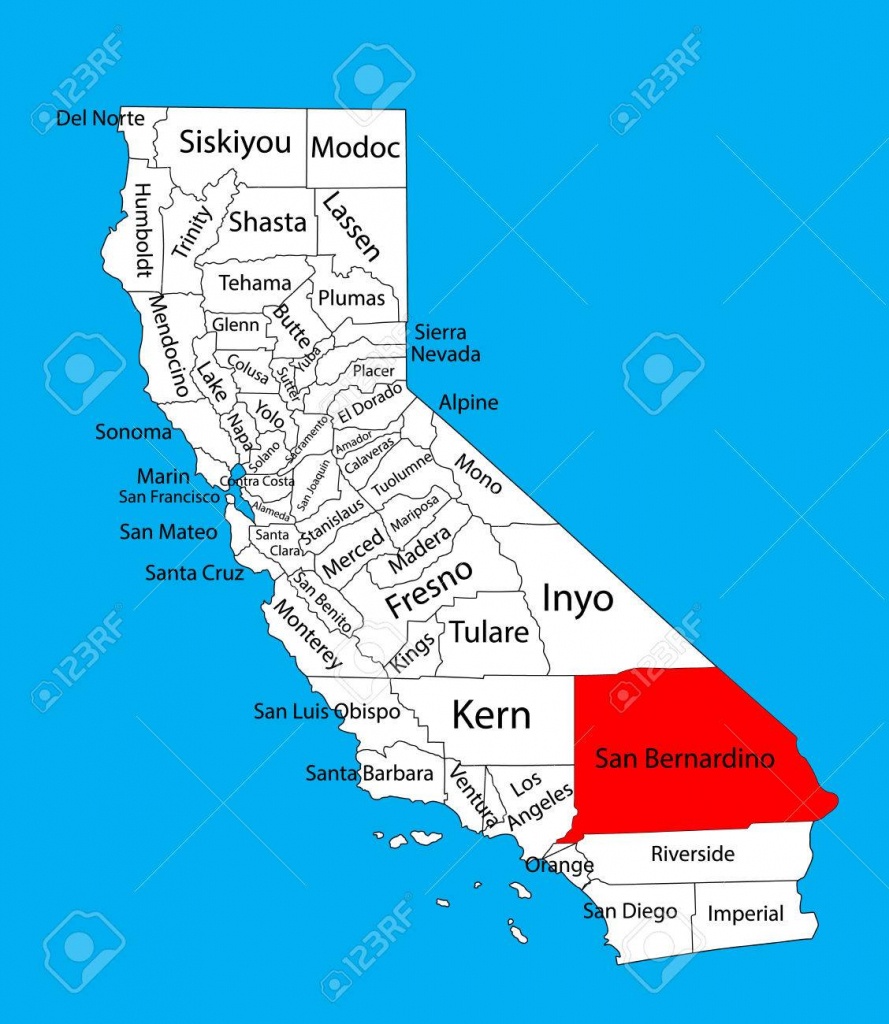 Del Norte
Siskiyou
Modoc
Humboldt
Trinity
Shasta
Lassen
Tehama
Plumas
Mendocino
Glenn
Butte
Sierra
Nevada
Yuba
Lake
Colusa
Sutter
Placer
El Dorado
Alpine
Sonoma
Napa
Yolo
Solano
Sacramento
Amador
Calaveras
Tuolumne
Mono
Marin
San Francisco
Contra Costa
Alameda
San Joaquin
Stanislaus
Mariposa
San Mateo
Santa
Clara
Merced
Madera
Santa Cruz
San Benito
Fresno
Inyo
Monterey
Kings
Tulare
San Luis Obispo
Kern
San Bernardino
Santa Barbara
Ventura
Los
Angeles
Orange
Riverside
San Diego
Imperial
123RF
123RF
123RF
123RF
123RF
123RF
123RF
123RF